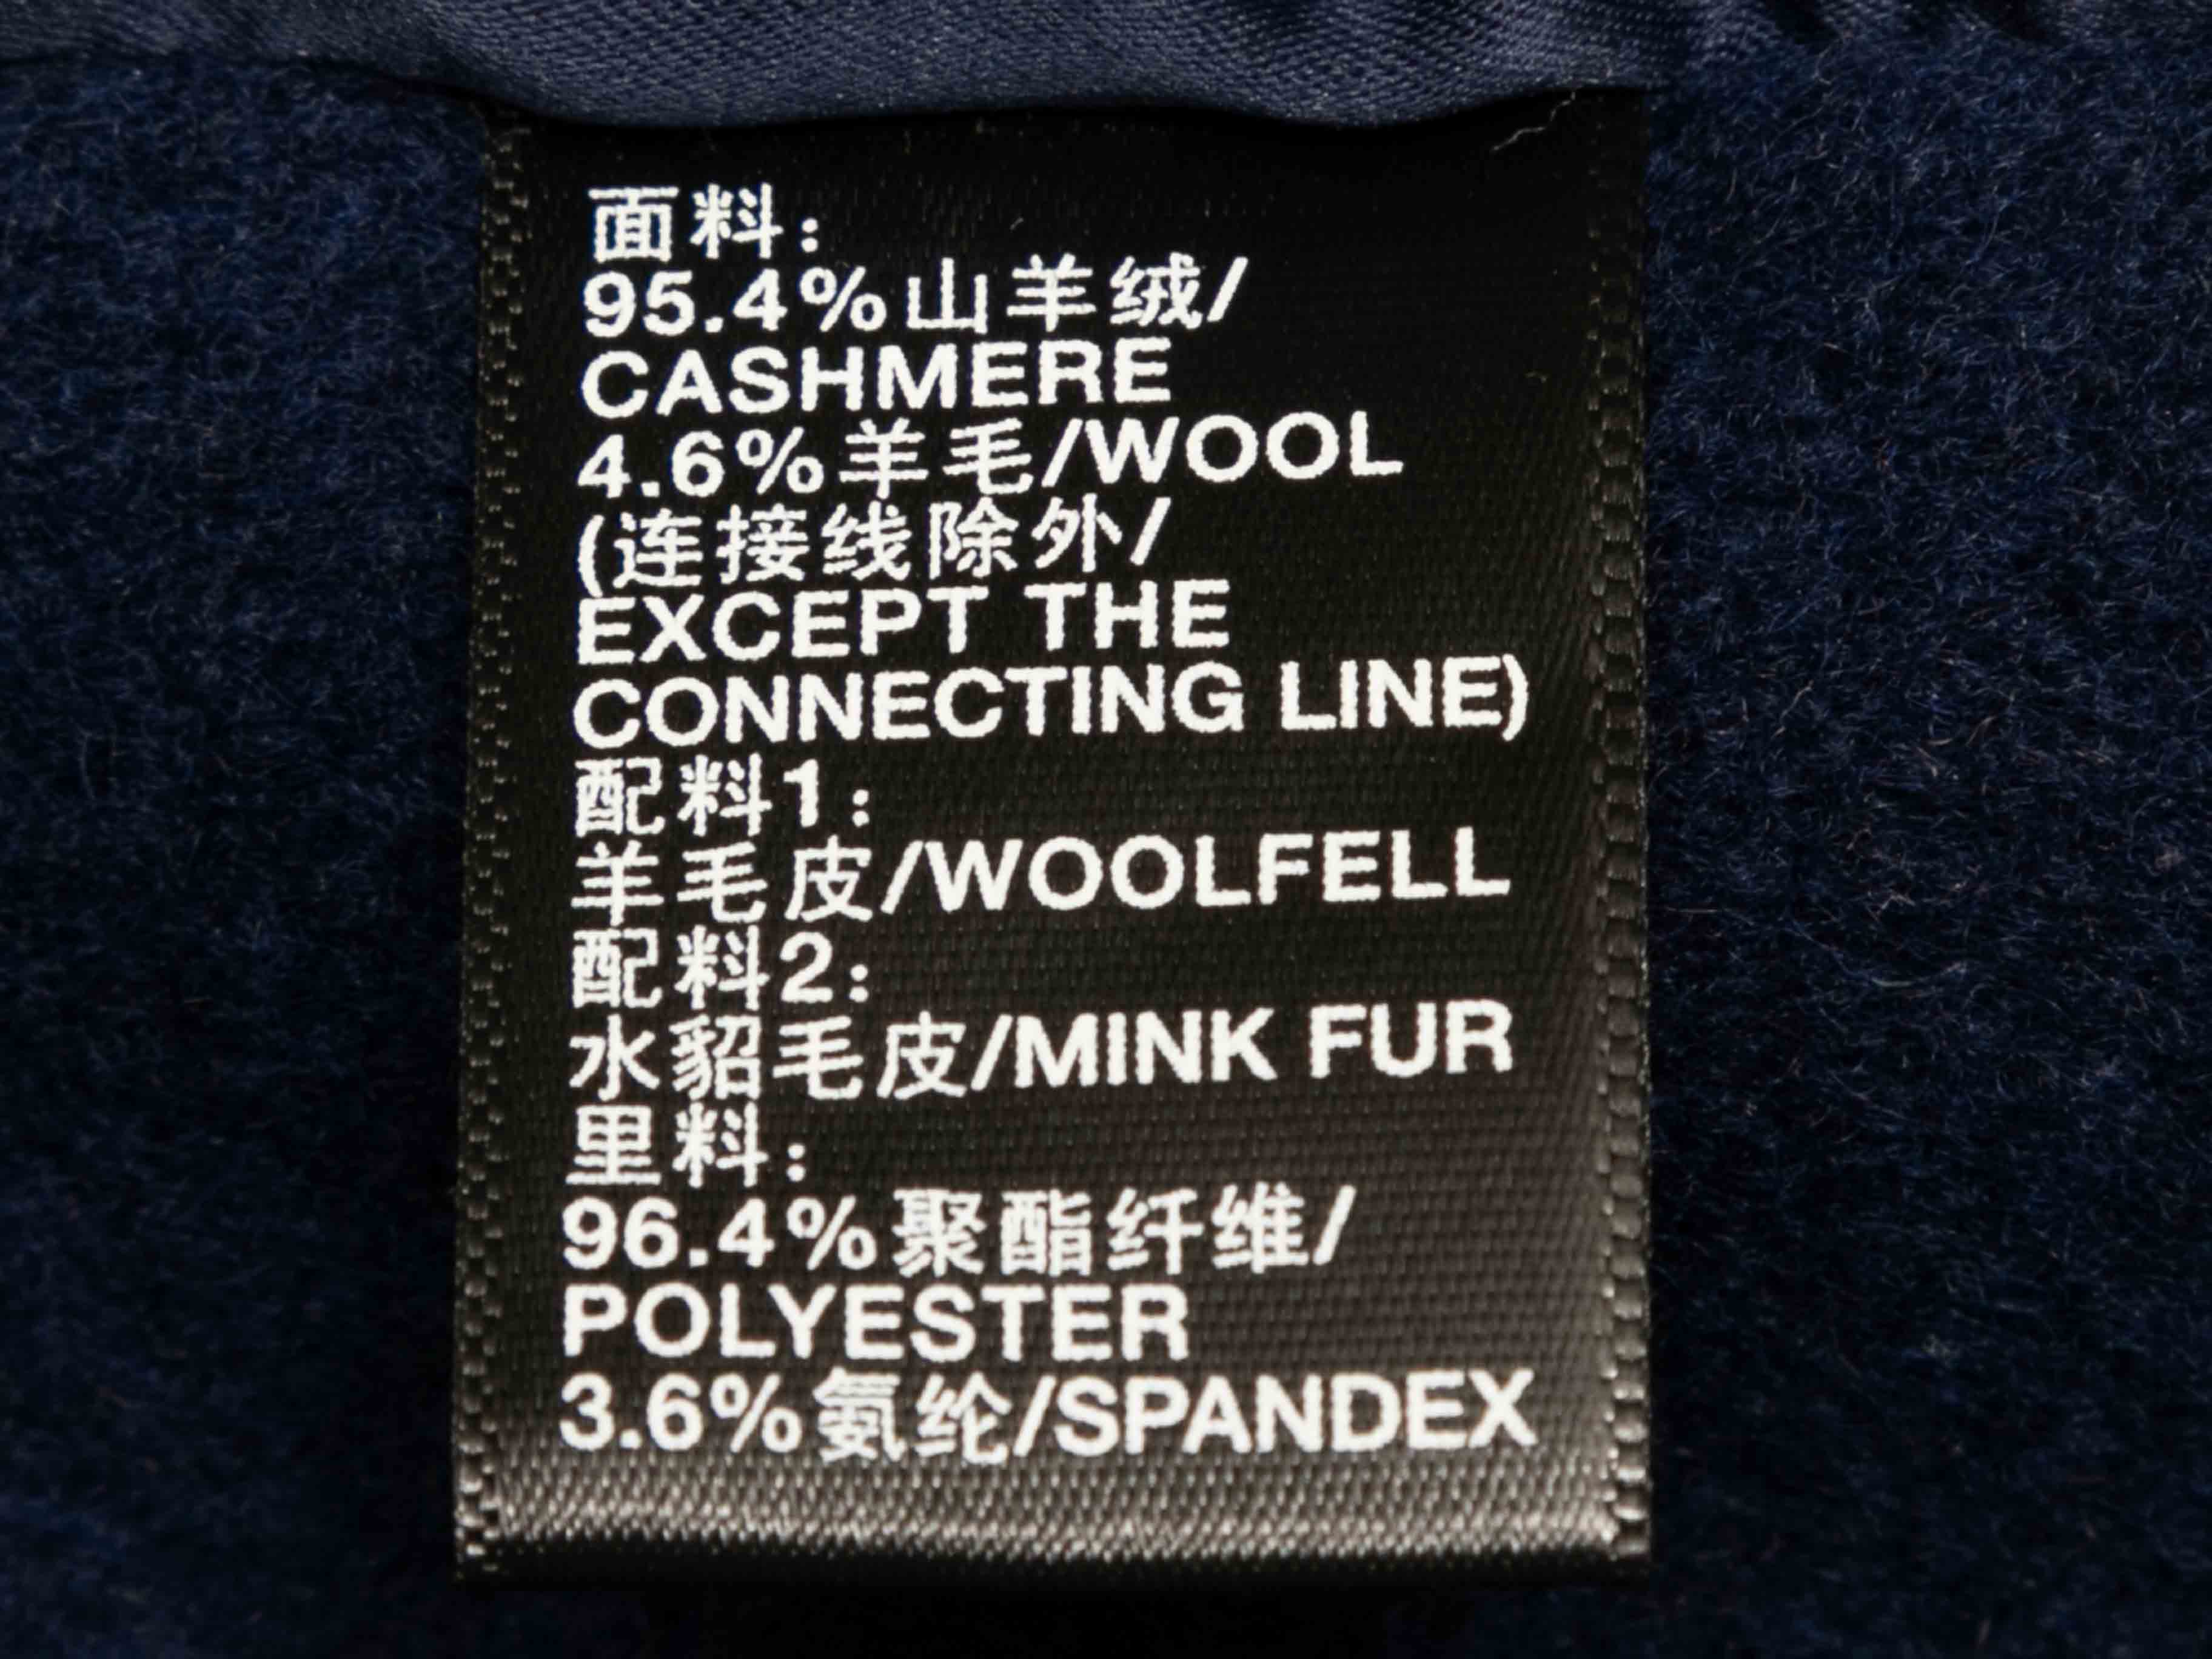 面料:
95.4%山羊绒/
CASHMERE
4.6%羊毛/WOOL
(连接线除外/
EXCEPT THE
CONNECTING LINE)
配料1:
羊毛皮/WOOLFELL
配料2:
水貂毛皮/MINK FUR
里料:
96.4%聚酯纤维/
POLYESTER
3.6%氨纶/SPANDEX